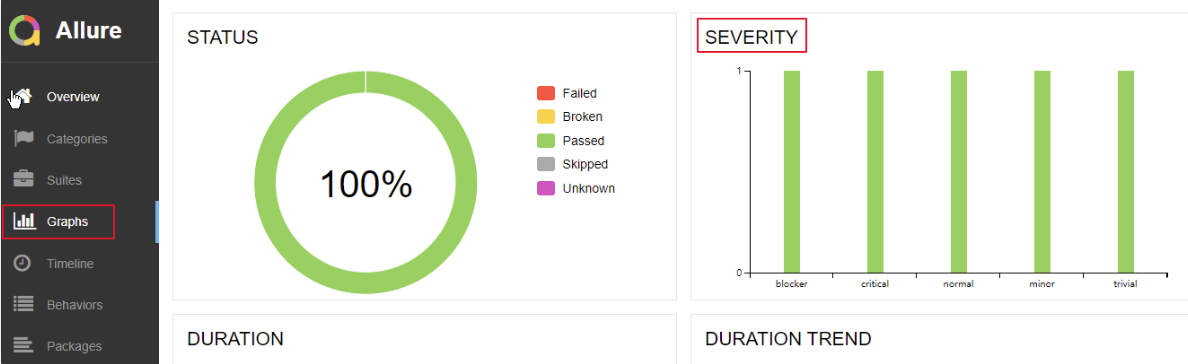 Allure
Overview
Categories
Suites
Graphs
Timeline
Behaviors
Packages
STATUS
100%
Failed
Broken
Passed
Skipped
Unknown
SEVERITY
1
0
blocker critical normal minor trivial
DURATION
DURATION TREND